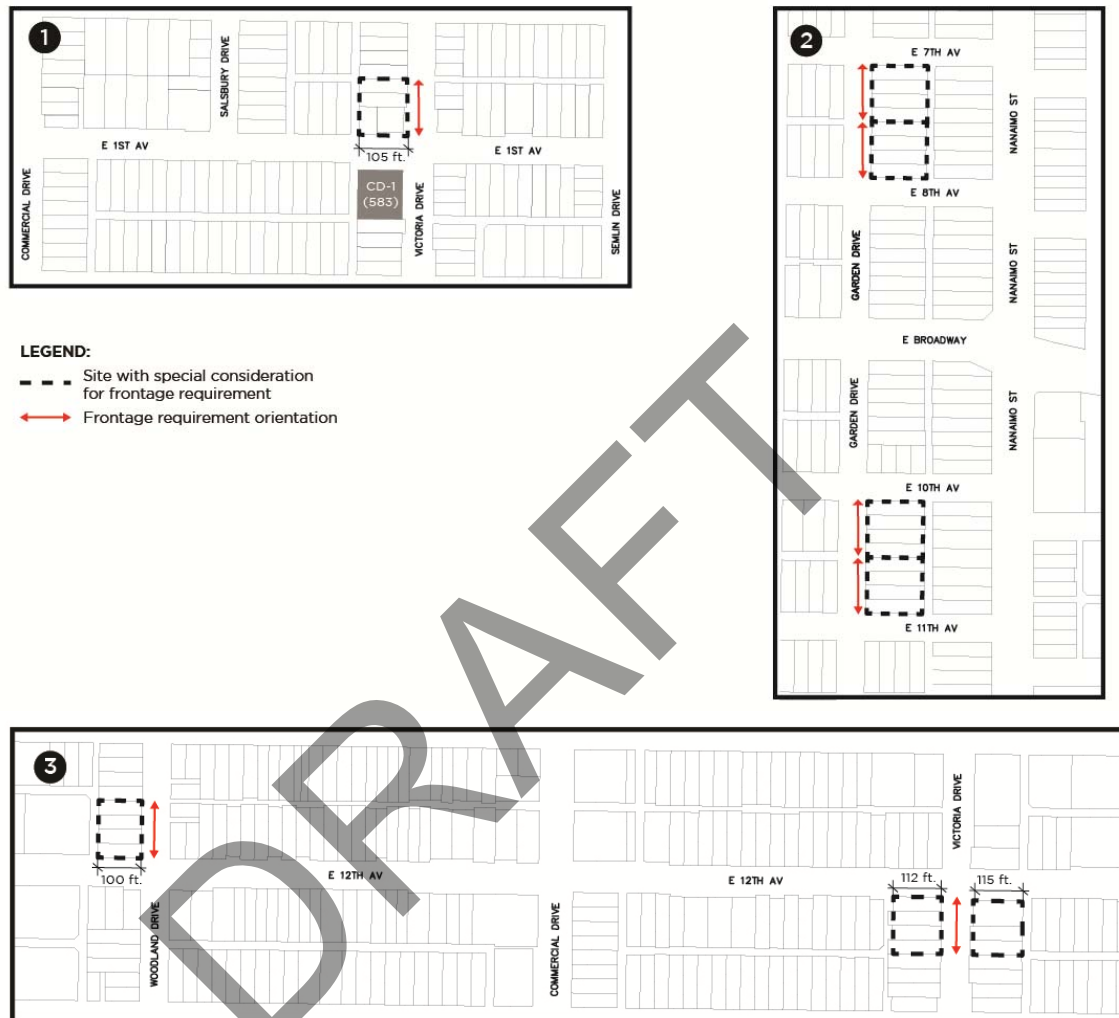 1
SALSBURY DRIVE
E 1ST AV
E 1ST AV
105 ft.
COMMERCIAL DRIVE
CD-1
(583)
VICTORIA DRIVE
SEMLIN DRIVE
LEGEND:
Site with special consideration
for frontage requirement
Frontage requirement orientation
2
E 7TH AV
NANAIMO ST
E 8TH AV
GARDEN DRIVE
NANAIMO ST
E BROADWAY
GARDEN DRIVE
NANAIMO ST
E 10TH AV
E 11TH AV
DRAFT
3
VICTORIA DRIVE
100 ft.
E 12TH AV
E 12TH AV
112 ft.
115 ft.
WOODLAND DRIVE
COMMERCIAL DRIVE